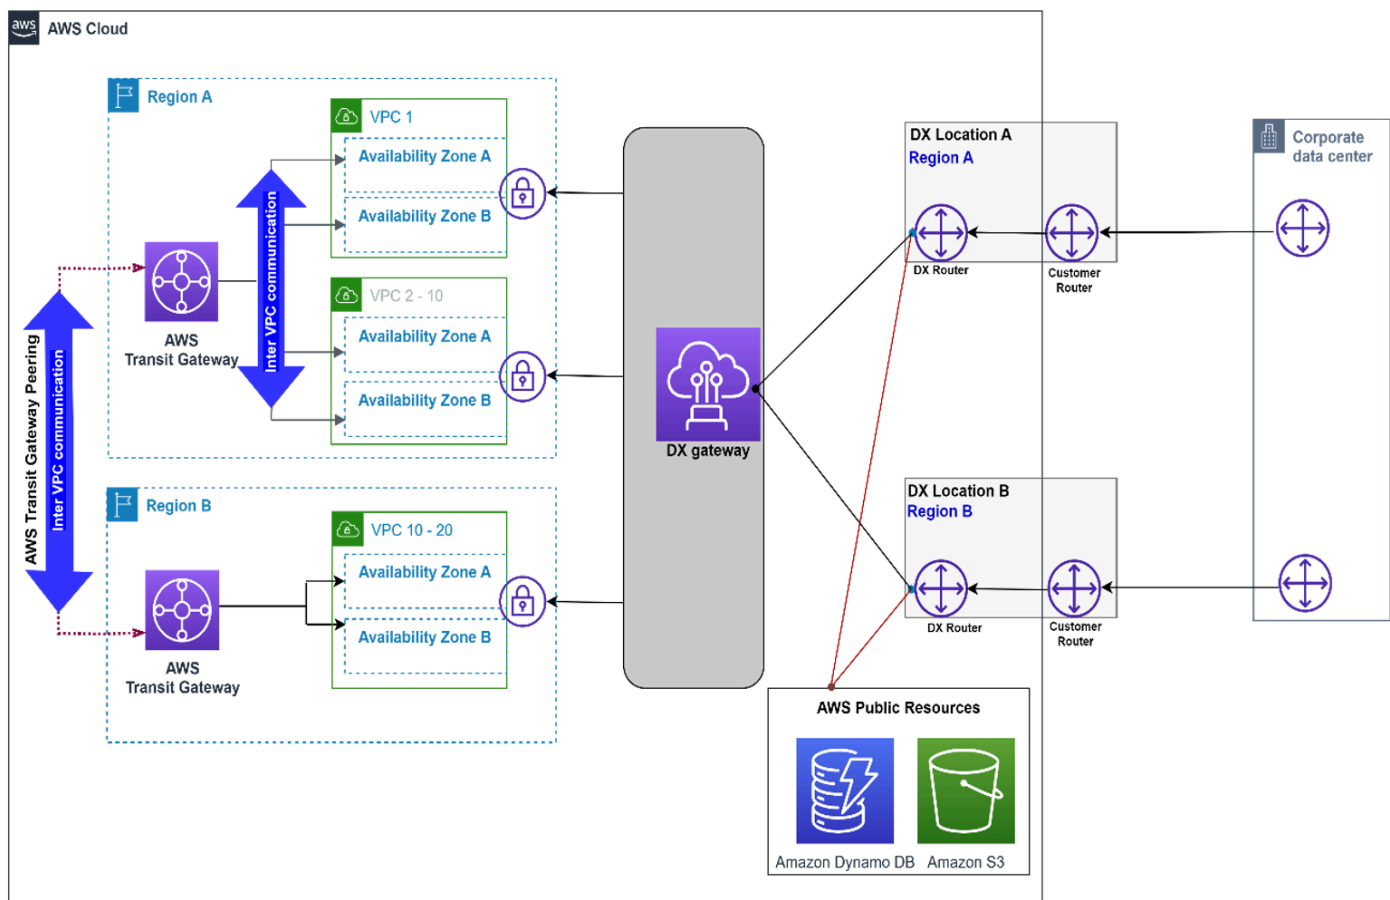 aws
AWS Cloud
Region A
VPC 1
Availability Zone A
Availability Zone B
VPC 2 - 10
Availability Zone A
Availability Zone B
Inter VPC communication
AWS
Transit Gateway
AWS Transit Gateway Peering
Inter VPC communication
Region B
VPC 10 - 20
Availability Zone A
Availability Zone B
AWS
Transit Gateway
DX gateway
DX Location A
Region A
DX Router
Customer
Router
Corporate
data center
DX Location B
Region B
DX Router
Customer
Router
AWS Public Resources
Amazon Dynamo DB
Amazon S3